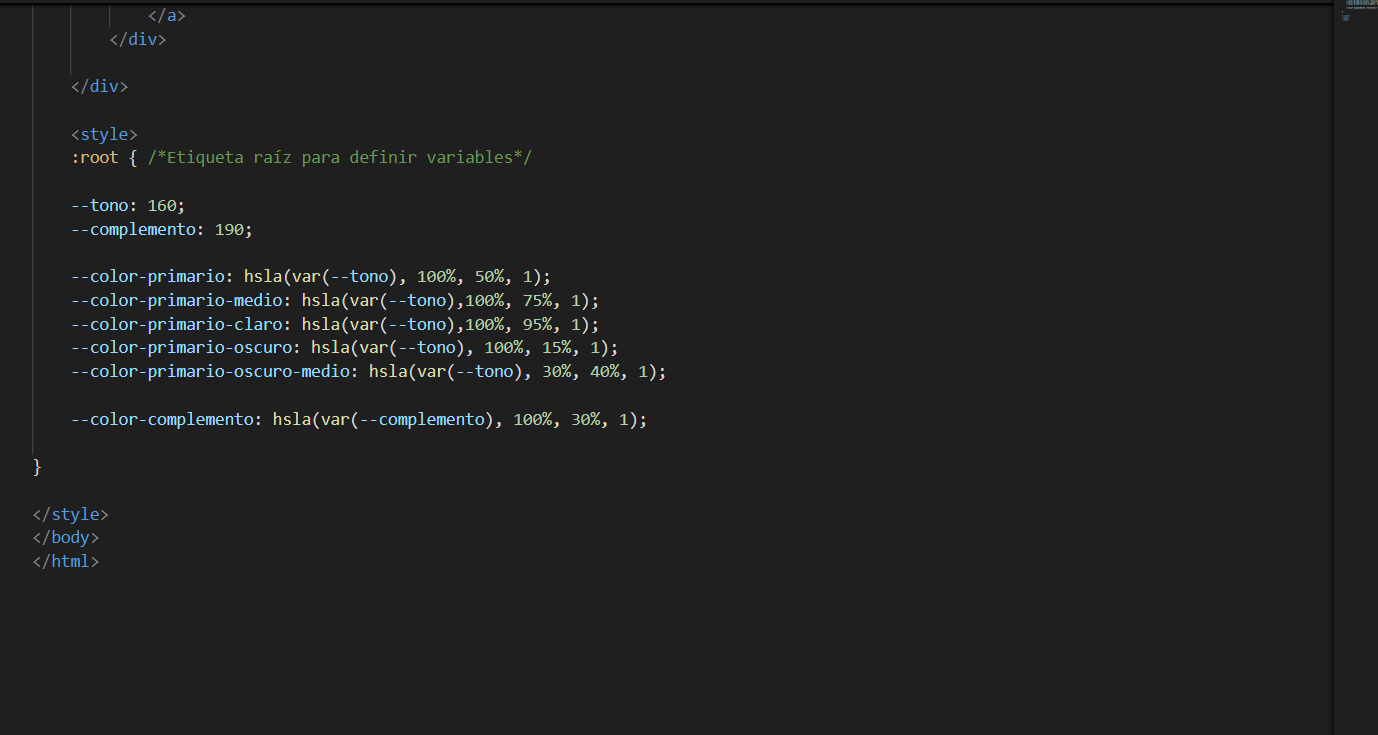 </a>
</div>
</div>
<style>
:root { /*Etiqueta raíz para definir variables*/
--tono: 160;
--complemento: 190;
--color-primario: hsla(var(--tono), 100%, 50%, 1);
--color-primario-medio: hsla(var(--tono),100%, 75%, 1);
--color-primario-claro: hsla(var(--tono),100%, 95%, 1);
--color-primario-oscuro: hsla(var(--tono), 100%, 15%, 1);
--color-primario-oscuro-medio: hsla(var(--tono), 30%, 40%, 1);
--color-complemento: hsla(var(--complemento), 100%, 30%, 1);
}
</style>
</body>
</html>